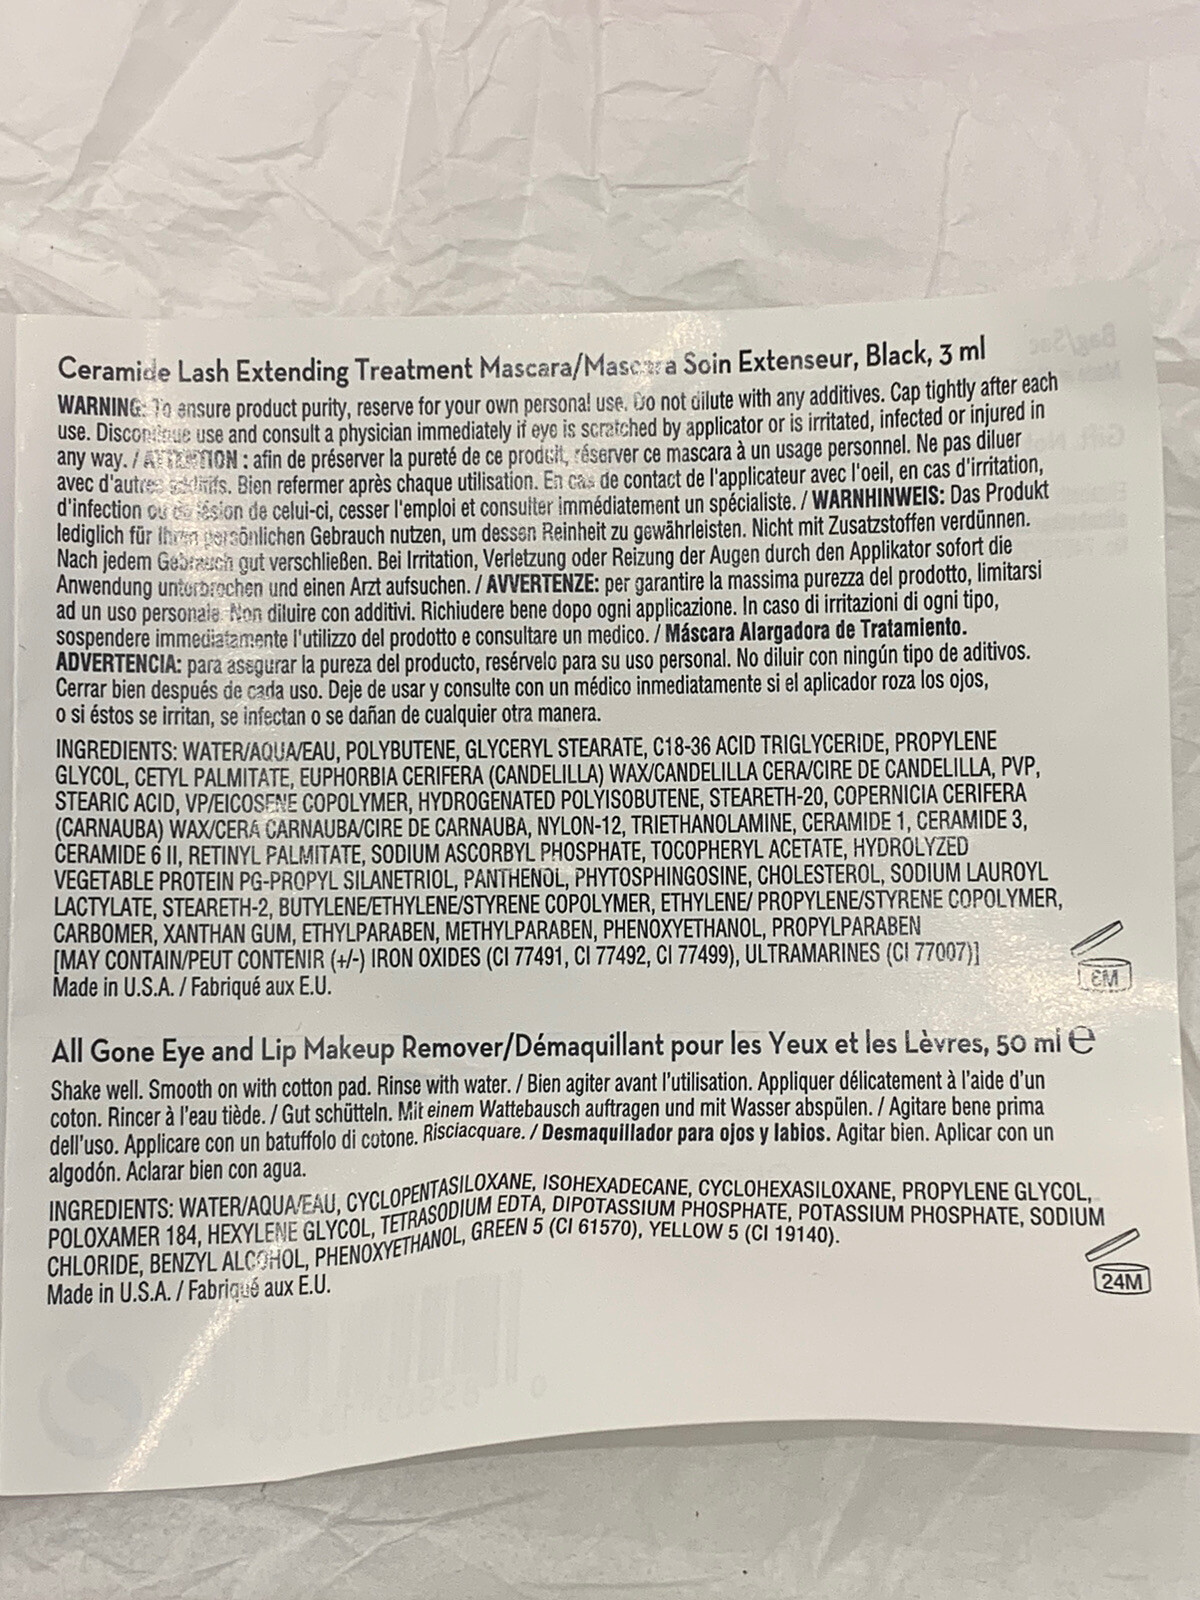 Ceramide Lash Extending Treatment Mascara/Mascara Soin Extenseur, Black, 3 ml
WARNING: To ensure product purity, reserve for your own personal use. Do not dilute with any additives. Cap tightly after each
use. Discontinue use and consult a physician immediately if eye is scratched by applicator or is irritated, infected or injured in
any way. / ATTENTION : afin de préserver la pureté de ce produit, réserver ce mascara à un usage personnel. Ne pas diluer
avec d'autres additifs. Bien refermer après chaque utilisation. En cas de contact de l'applicateur avec l'oeil, en cas d'irritation,
d'infection ou de lésion de celui-ci, cesser l'emploi et consulter immédiatement un spécialiste. / WARNHINWEIS: Das Produkt
lediglich für Ihren persönlichen Gebrauch nutzen, um dessen Reinheit zu gewährleisten. Nicht mit Zusatzstoffen verdünnen.
Nach jedem Gebrauch gut verschließen. Bei Irritation, Verletzung oder Reizung der Augen durch den Applikator sofort die
Anwendung unterbrochen und einen Arzt aufsuchen. / AVVERTENZE: per garantire la massima purezza del prodotto, limitarsi
ad un uso personale. Non diluire con additivi. Richiudere bene dopo ogni applicazione. In caso di irritazioni di ogni tipo,
sospendere immediatamente l'utilizzo del prodotto e consultare un medico. / Máscara Alargadora de Tratamiento.
ADVERTENCIA: para asegurar la pureza del producto, resérvelo para su uso personal. No diluir con ningún tipo de aditivos.
Cerrar bien después de cada uso. Deje de usar y consulte con un médico inmediatamente si el aplicador roza los ojos,
o si éstos se irritan, se infectan o se dañan de cualquier otra manera.
INGREDIENTS: WATER/AQUA/EAU, POLYBUTENE, GLYCERYL STEARATE, C18-36 ACID TRIGLYCERIDE, PROPYLENE
GLYCOL, CETYL PALMITATE, EUPHORBIA CERIFERA (CANDELILLA) WAX/CANDELILLA CERA/CIRE DE CANDELILLA, PVP,
STEARIC ACID, VP/EICOSENE COPOLYMER, HYDROGENATED POLYISOBUTENE, STEARETH-20, COPERNICIA CERIFERA
(CARNAUBA) WAX/CERA CARNAUBA/CIRE DE CARNAUBA, NYLON-12, TRIETHANOLAMINE, CERAMIDE 1, CERAMIDE 3,
CERAMIDE 6 II, RETINYL PALMITATE, SODIUM ASCORBYL PHOSPHATE, TOCOPHERYL ACETATE, HYDROLYZED
VEGETABLE PROTEIN PG-PROPYL SILANETRIOL, PANTHENOL, PHYTOSPHINGOSINE, CHOLESTEROL, SODIUM LAUROYL
LACTYLATE, STEARETH-2, BUTYLENE/ETHYLENE/STYRENE COPOLYMER, ETHYLENE/ PROPYLENE/STYRENE COPOLYMER,
CARBOMER, XANTHAN GUM, ETHYLPARABEN, METHYLPARABEN, PHENOXYETHANOL, PROPYLPARABEN
[MAY CONTAIN/PEUT CONTENIR (+/-) IRON OXIDES (CI 77491, CI 77492, CI 77499), ULTRAMARINES (CI 77007)]
Made in U.S.A. / Fabriqué aux E.U.
All Gone Eye and Lip Makeup Remover/Démaquillant pour les Yeux et les Lèvres, 50 ml ℮
Shake well. Smooth on with cotton pad. Rinse with water. / Bien agiter avant l'utilisation. Appliquer délicatement à l'aide d'un
coton. Rincer à l'eau tiède. / Gut schütteln. Mit einem Wattebausch auftragen und mit Wasser abspülen. / Agitare bene prima
dell'uso. Applicare con un batuffolo di cotone. Risciacquare. / Desmaquillador para ojos y labios. Agitar bien. Aplicar con un
algodón. Aclarar bien con agua.
INGREDIENTS: WATER/AQUA/EAU, CYCLOPENTASILOXANE, ISOHEXADECANE, CYCLOHEXASILOXANE, PROPYLENE GLYCOL,
POLOXAMER 184, HEXYLENE GLYCOL, TETRASODIUM EDTA, DIPOTASSIUM PHOSPHATE, POTASSIUM PHOSPHATE, SODIUM
CHLORIDE, BENZYL ALCOHOL, PHENOXYETHANOL, GREEN 5 (CI 61570), YELLOW 5 (CI 19140).
24M
Made in U.S.A. / Fabriqué aux E.U.